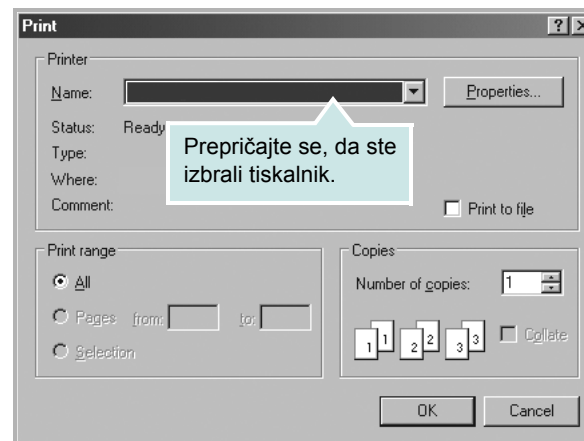 Print
Printer
Name:
Properties...
Status: Ready
Type:
Where:
Comment:
Prepričajte se, da ste
izbrali tiskalnik.
Print to file
Print range
All
Pages from: to:
Selection
Copies
Number of copies: 1
1 1 2 2 3 3
Collate
OK Cancel